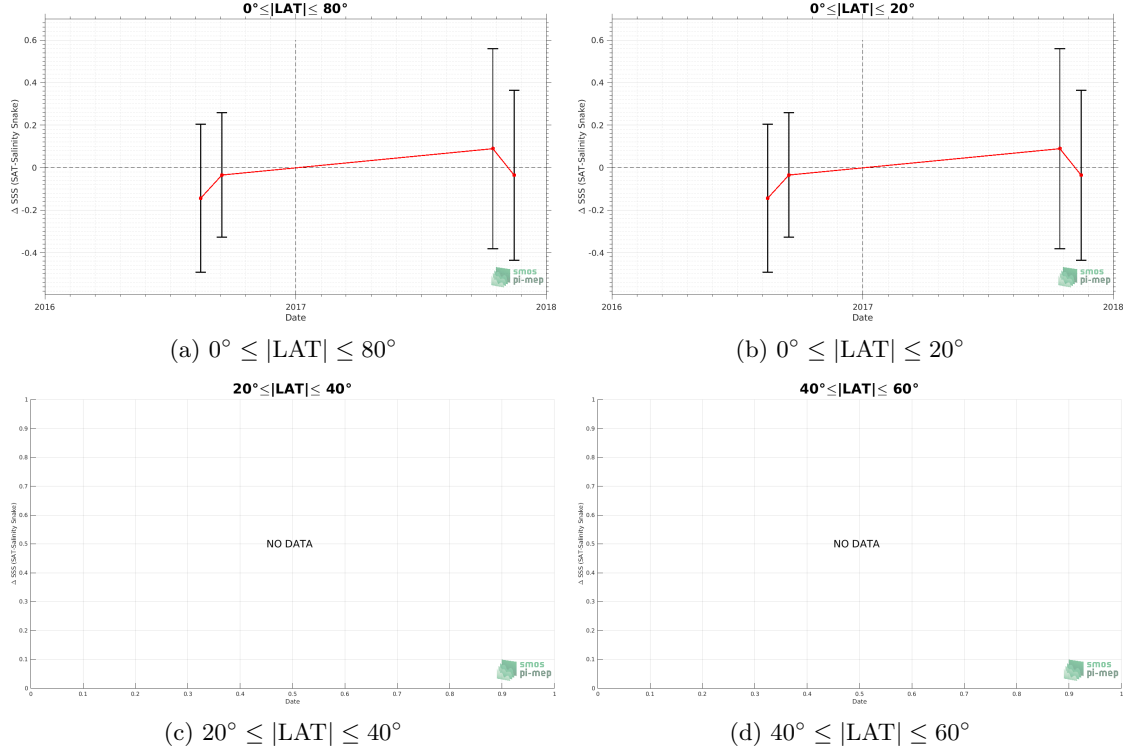 0°≤|LAT|≤ 80°
Δ SSS (SAT-Salinity Snake)
0.6
0.4
0.2
0
-0.2
-0.4
2016
2017
2018
Date
smos
pi-mep
(a) 0° ≤ |LAT| ≤ 80°
0°≤|LAT|≤ 20°
Δ SSS (SAT-Salinity Snake)
0.6
0.4
0.2
0
-0.2
-0.4
2016
2017
2018
Date
smos
pi-mep
(b) 0° ≤ |LAT| ≤ 20°
20°≤|LAT|≤ 40°
Δ SSS (SAT-Salinity Snake)
1
0.9
0.8
0.7
0.6
0.5
0.4
0.3
0.2
0.1
0
NO DATA
0 0.1 0.2 0.3 0.4 0.5 0.6 0.7 0.8 0.9 1
Date
smos
pi-mep
(c) 20° ≤ |LAT| ≤ 40°
40°≤|LAT|≤ 60°
Δ SSS (SAT-Salinity Snake)
1
0.9
0.8
0.7
0.6
0.5
0.4
0.3
0.2
0.1
0
NO DATA
0 0.1 0.2 0.3 0.4 0.5 0.6 0.7 0.8 0.9 1
Date
smos
pi-mep
(d) 40° ≤ |LAT| ≤ 60°